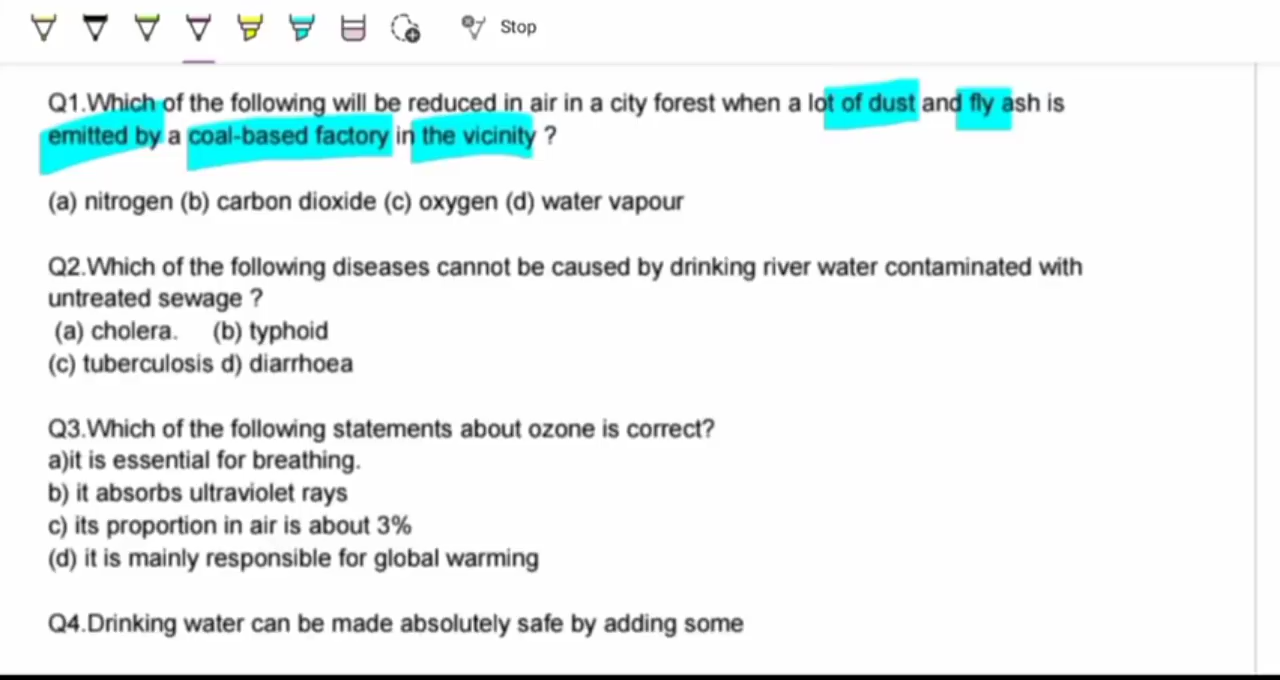 Stop
Q1.Which of the following will be reduced in air in a city forest when a lot of dust and fly ash is
emitted by a coal-based factory in the vicinity ?
(a) nitrogen (b) carbon dioxide (c) oxygen (d) water vapour
Q2.Which of the following diseases cannot be caused by drinking river water contaminated with
untreated sewage ?
(a) cholera. (b) typhoid
(c) tuberculosis d) diarrhoea
Q3.Which of the following statements about ozone is correct?
a)it is essential for breathing.
b) it absorbs ultraviolet rays
c) its proportion in air is about 3%
(d) it is mainly responsible for global warming
Q4.Drinking water can be made absolutely safe by adding some